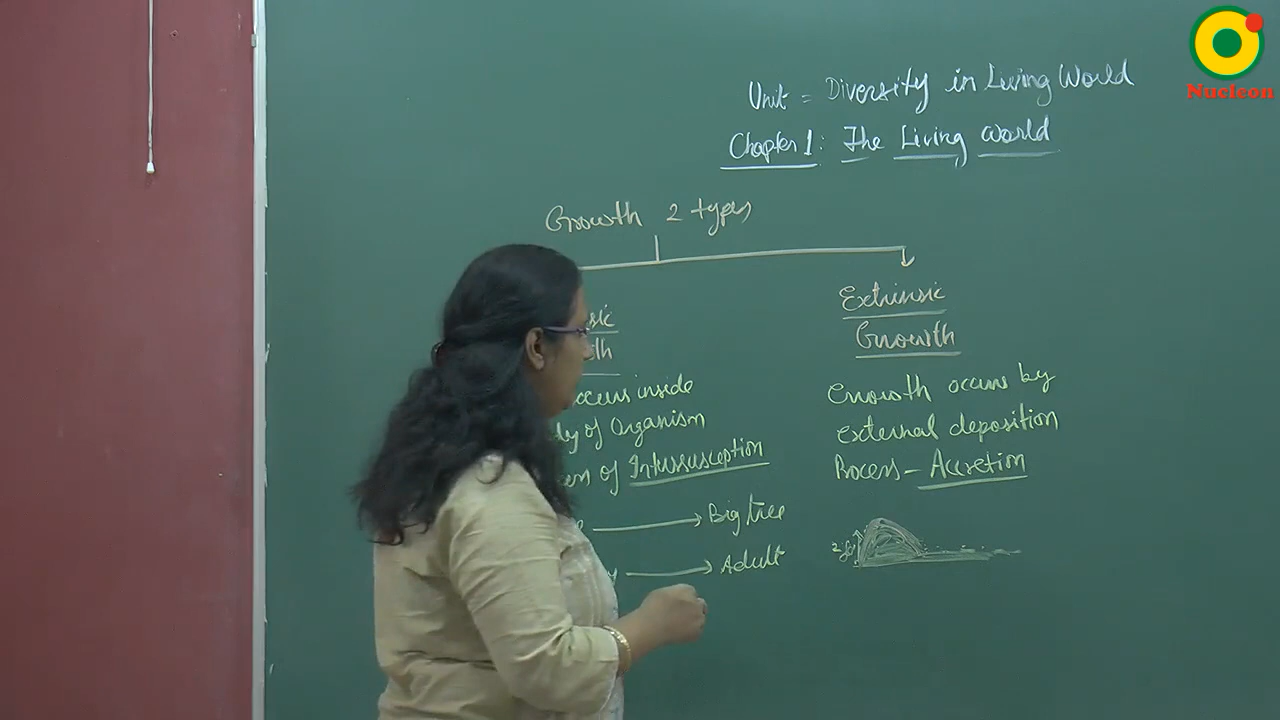 Nucleon
Unit = Diversity in Living World
Chapter 1: The Living World
Growth 2 types
Extrinsic
Growth
inside
of Organism
of Intussusception
Big tree
Adult
Growth occurs by
External deposition
Process - Accretion